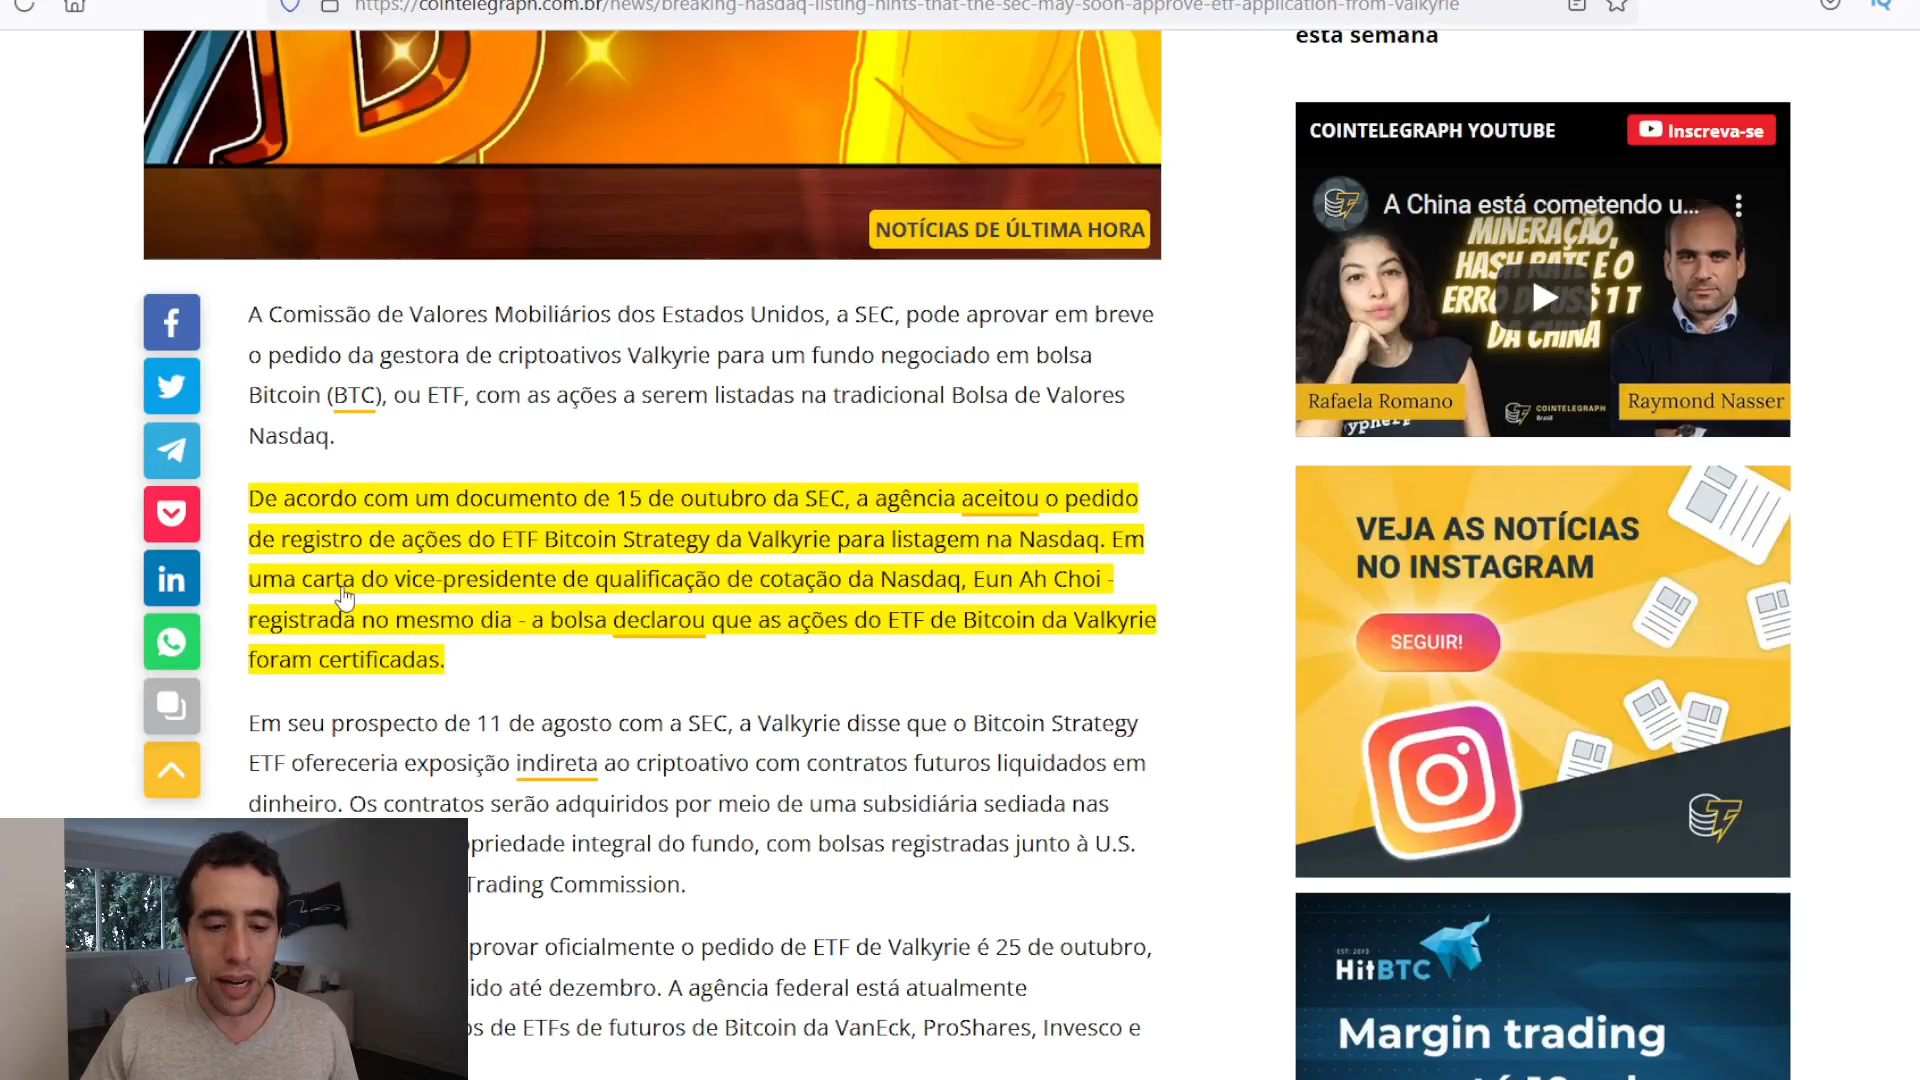 https://cointelegraph.com.br/news/breaking-nasdaq-listing-hints-that-the-sec-may-soon-approve-etf-application-from-valkyrie
esta semana
NOTÍCIAS DE ÚLTIMA HORA
A Comissão de Valores Mobiliários dos Estados Unidos, a SEC, pode aprovar em breve
o pedido da gestora de criptoativos Valkyrie para um fundo negociado em bolsa
Bitcoin (BTC), ou ETF, com as ações a serem listadas na tradicional Bolsa de Valores
Nasdaq.
De acordo com um documento de 15 de outubro da SEC, a agência aceitou o pedido
de registro de ações do ETF Bitcoin Strategy da Valkyrie para listagem na Nasdaq. Em
uma carta do vice-presidente de qualificação de cotação da Nasdaq, Eun Ah Choi -
registrada no mesmo dia - a bolsa declarou que as ações do ETF de Bitcoin da Valkyrie
foram certificadas.
Em seu prospecto de 11 de agosto com a SEC, a Valkyrie disse que o Bitcoin Strategy
ETF ofereceria exposição indireta ao criptoativo com contratos futuros liquidados em
dinheiro. Os contratos serão adquiridos por meio de uma subsidiária sediada nas
opriedade integral do fundo, com bolsas registradas junto à U.S.
Trading Commission.
provar oficialmente o pedido de ETF de Valkyrie é 25 de outubro,
ido até dezembro. A agência federal está atualmente
os de ETFs de futuros de Bitcoin da VanEck, ProShares, Invesco e
COINTELEGRAPH YOUTUBE
Inscreva-se
A China está cometendo u...
MINERAÇÃO,
HASH RATE E O
ERRO DE US$ 1 T
DA CHINA
Rafaela Romano
COINTELEGRAPH
Brasil
Raymond Nasser
VEJA AS NOTÍCIAS
NO INSTAGRAM
SEGUIR!
EST. 2013
HitBTC
Margin trading